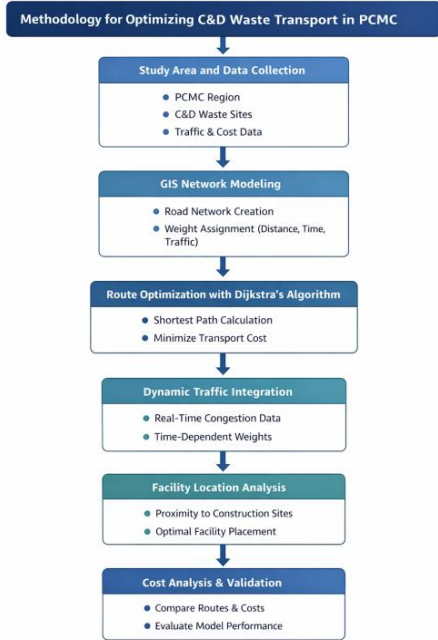 Methodology for Optimizing C&D Waste Transport in PCMC
Study Area and Data Collection
• PCMC Region
• C&D Waste Sites
• Traffic & Cost Data
GIS Network Modeling
• Road Network Creation
• Weight Assignment (Distance, Time,
Traffic)
Route Optimization with Dijkstra's Algorithm
• Shortest Path Calculation
• Minimize Transport Cost
Dynamic Traffic Integration
• Real-Time Congestion Data
• Time-Dependent Weights
Facility Location Analysis
• Proximity to Construction Sites
• Optimal Facility Placement
Cost Analysis & Validation
• Compare Routes & Costs
• Evaluate Model Performance